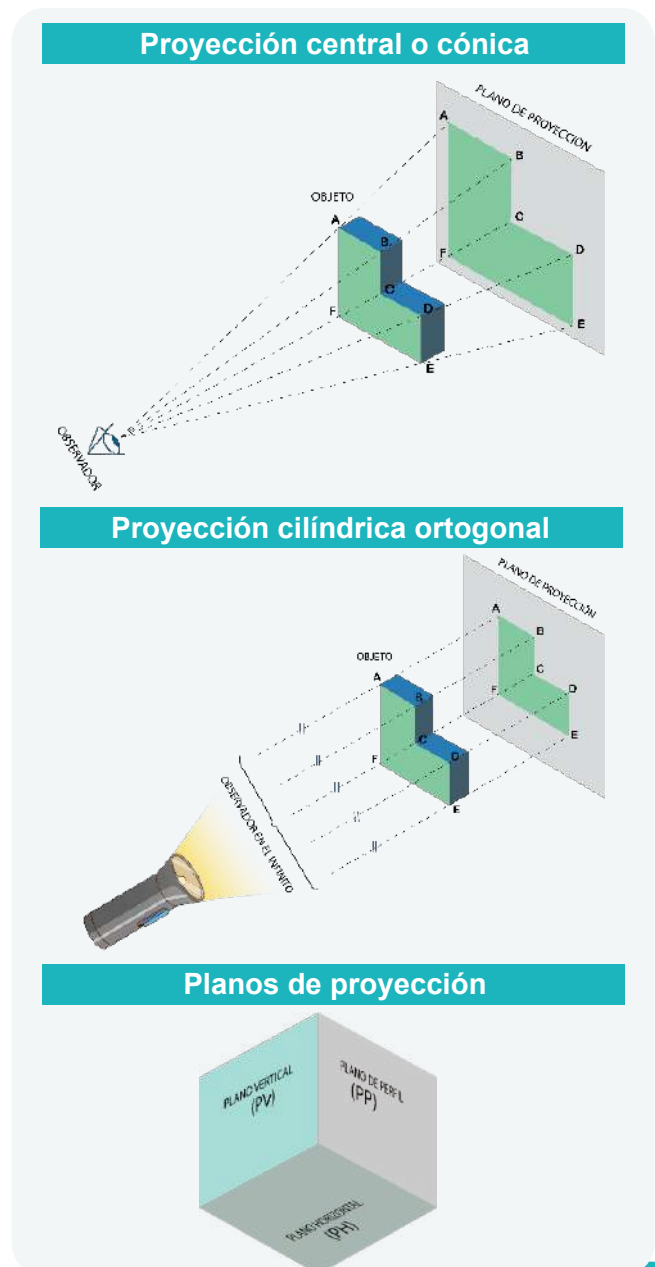 Proyección central o cónica
PLANO DE PROYECCION
A
B
C
D
F
E
OBJETO
A
B
C
D
F
E
OBSERVADOR
Proyección cilíndrica ortogonal
PLANO DE PROYECCIÓN
A
B
C
D
F
E
OBJETO
A
B
C
D
F
E
OBSERVADOR EN EL INFINITO
Planos de proyección
PLANO VERTICAL
(PV)
PLANO DE PERFIL
(PP)
PLANO HORIZONTAL
(PH)